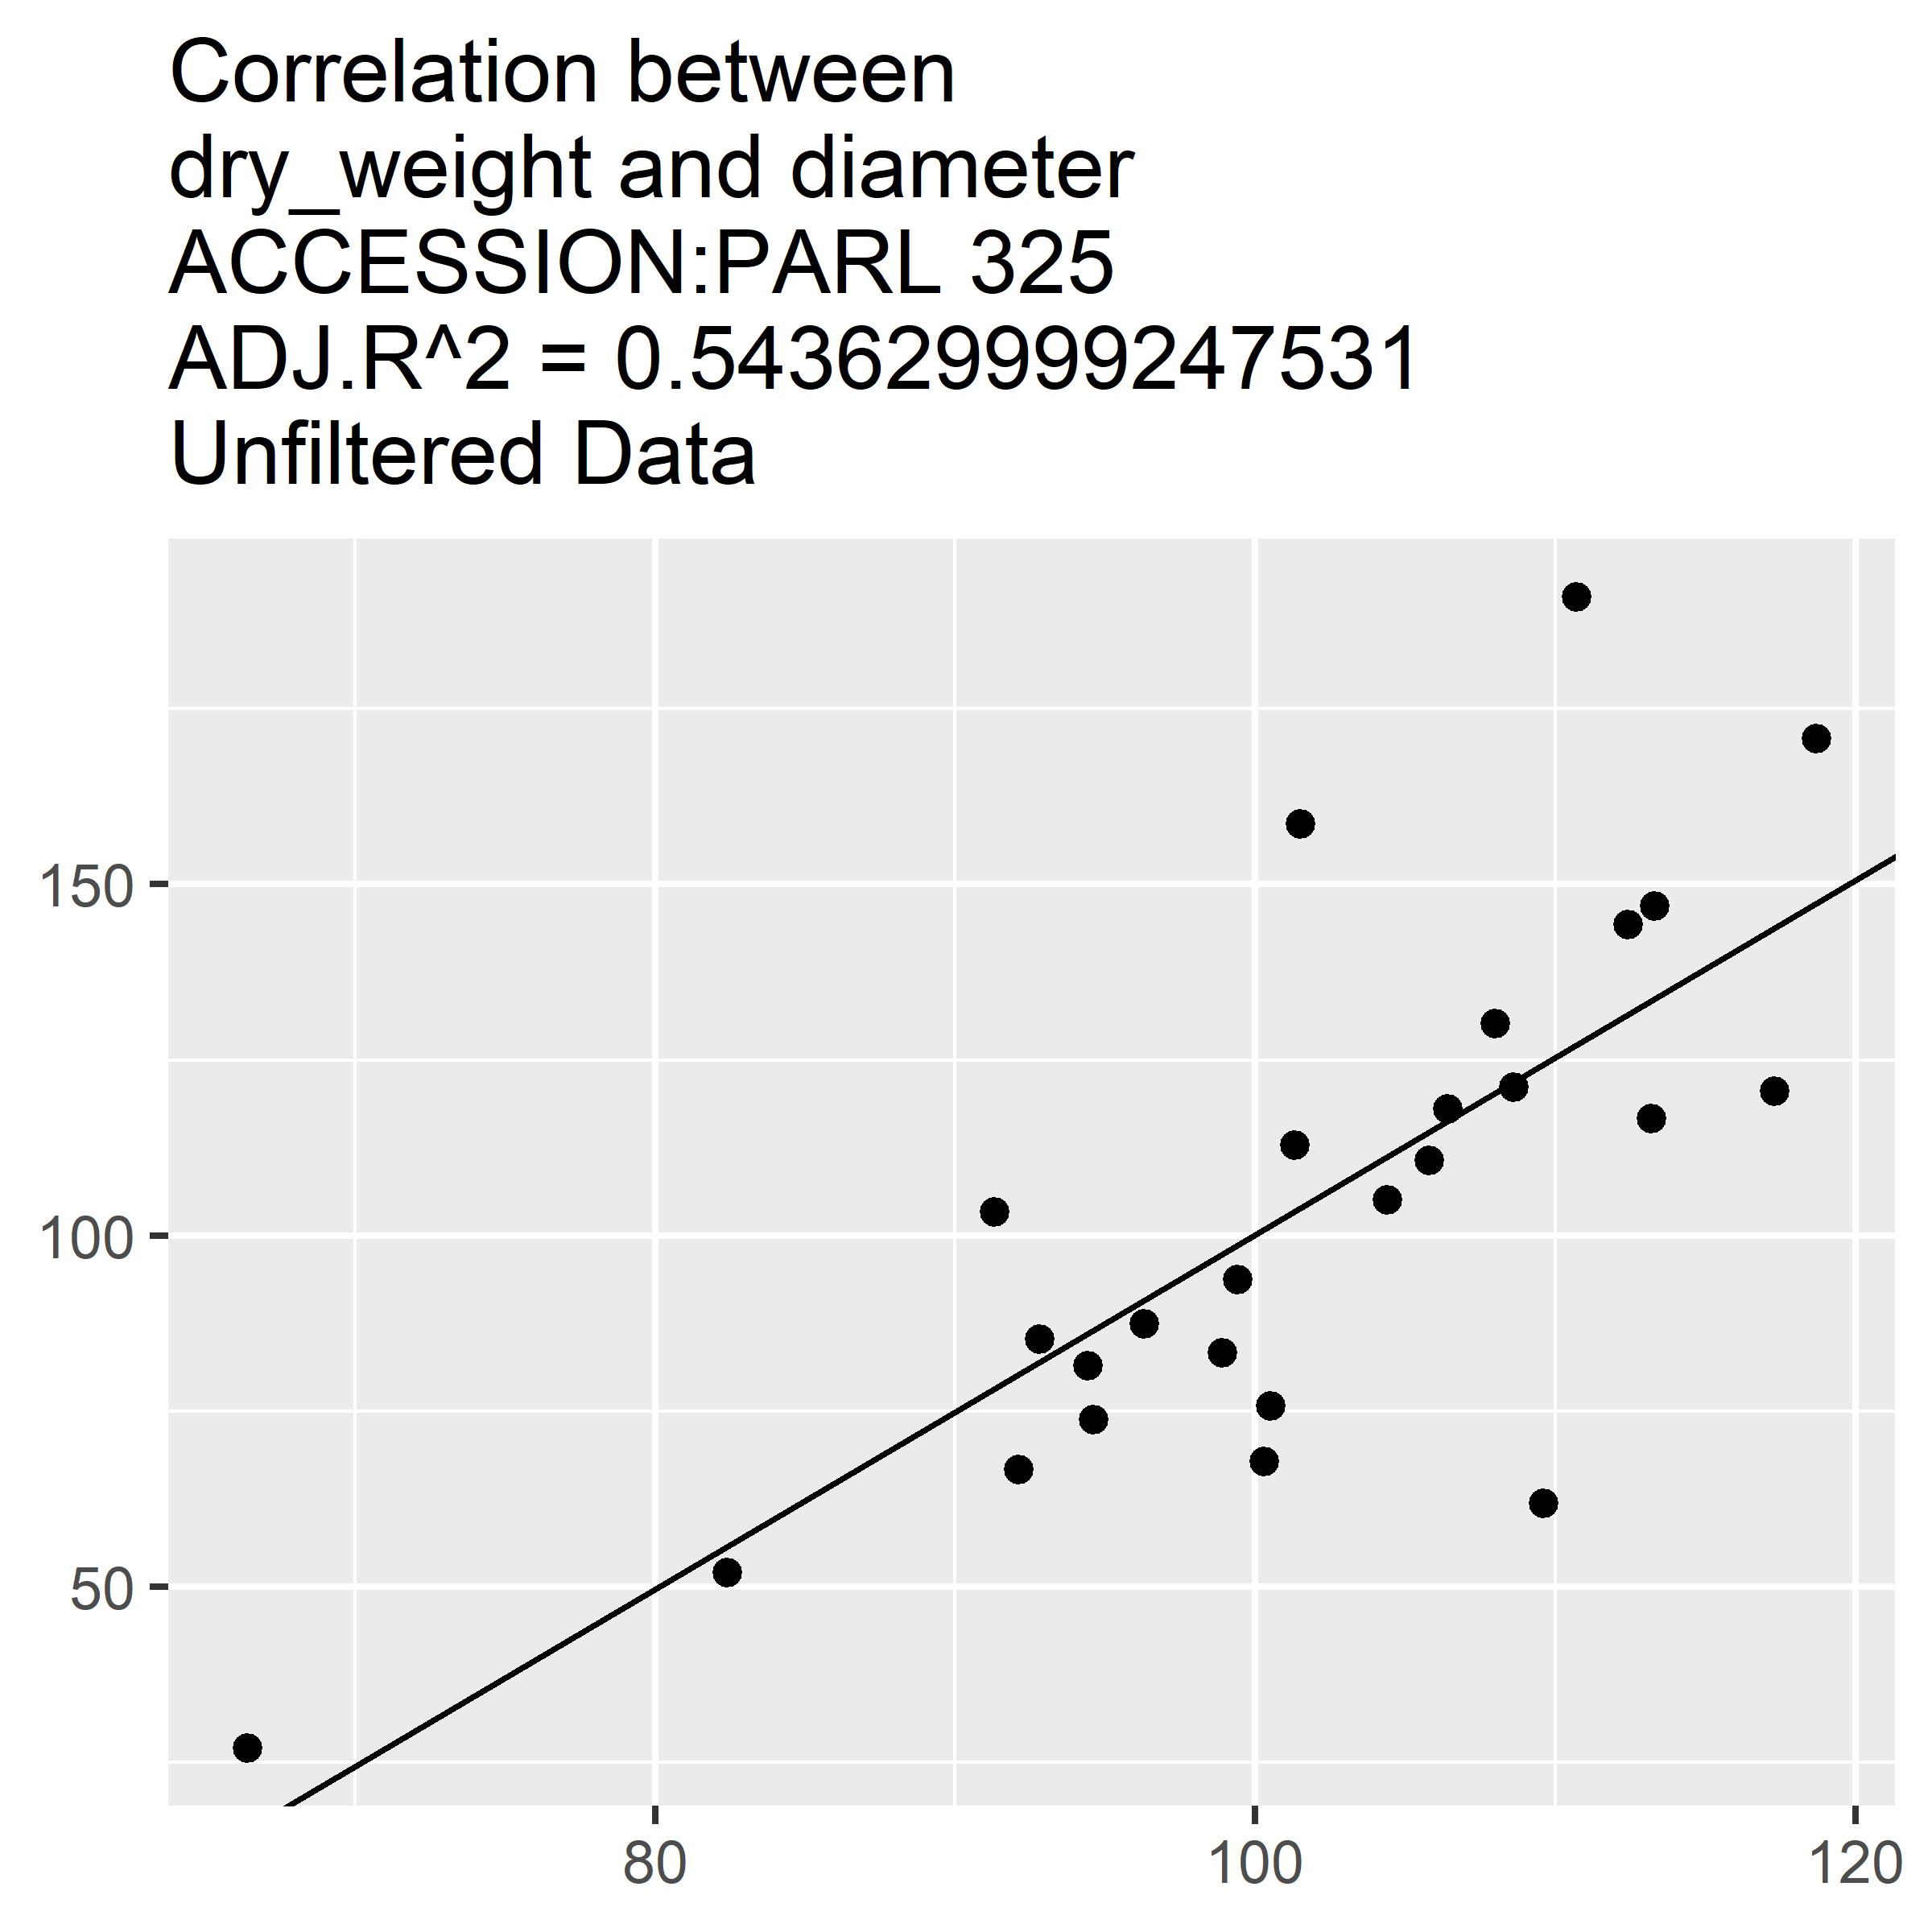 Correlation between
dry_weight and diameter
ACCESSION:PARL 325
ADJ.R^2 = 0.543629999247531
Unfiltered Data
150
100
50
80
100
120